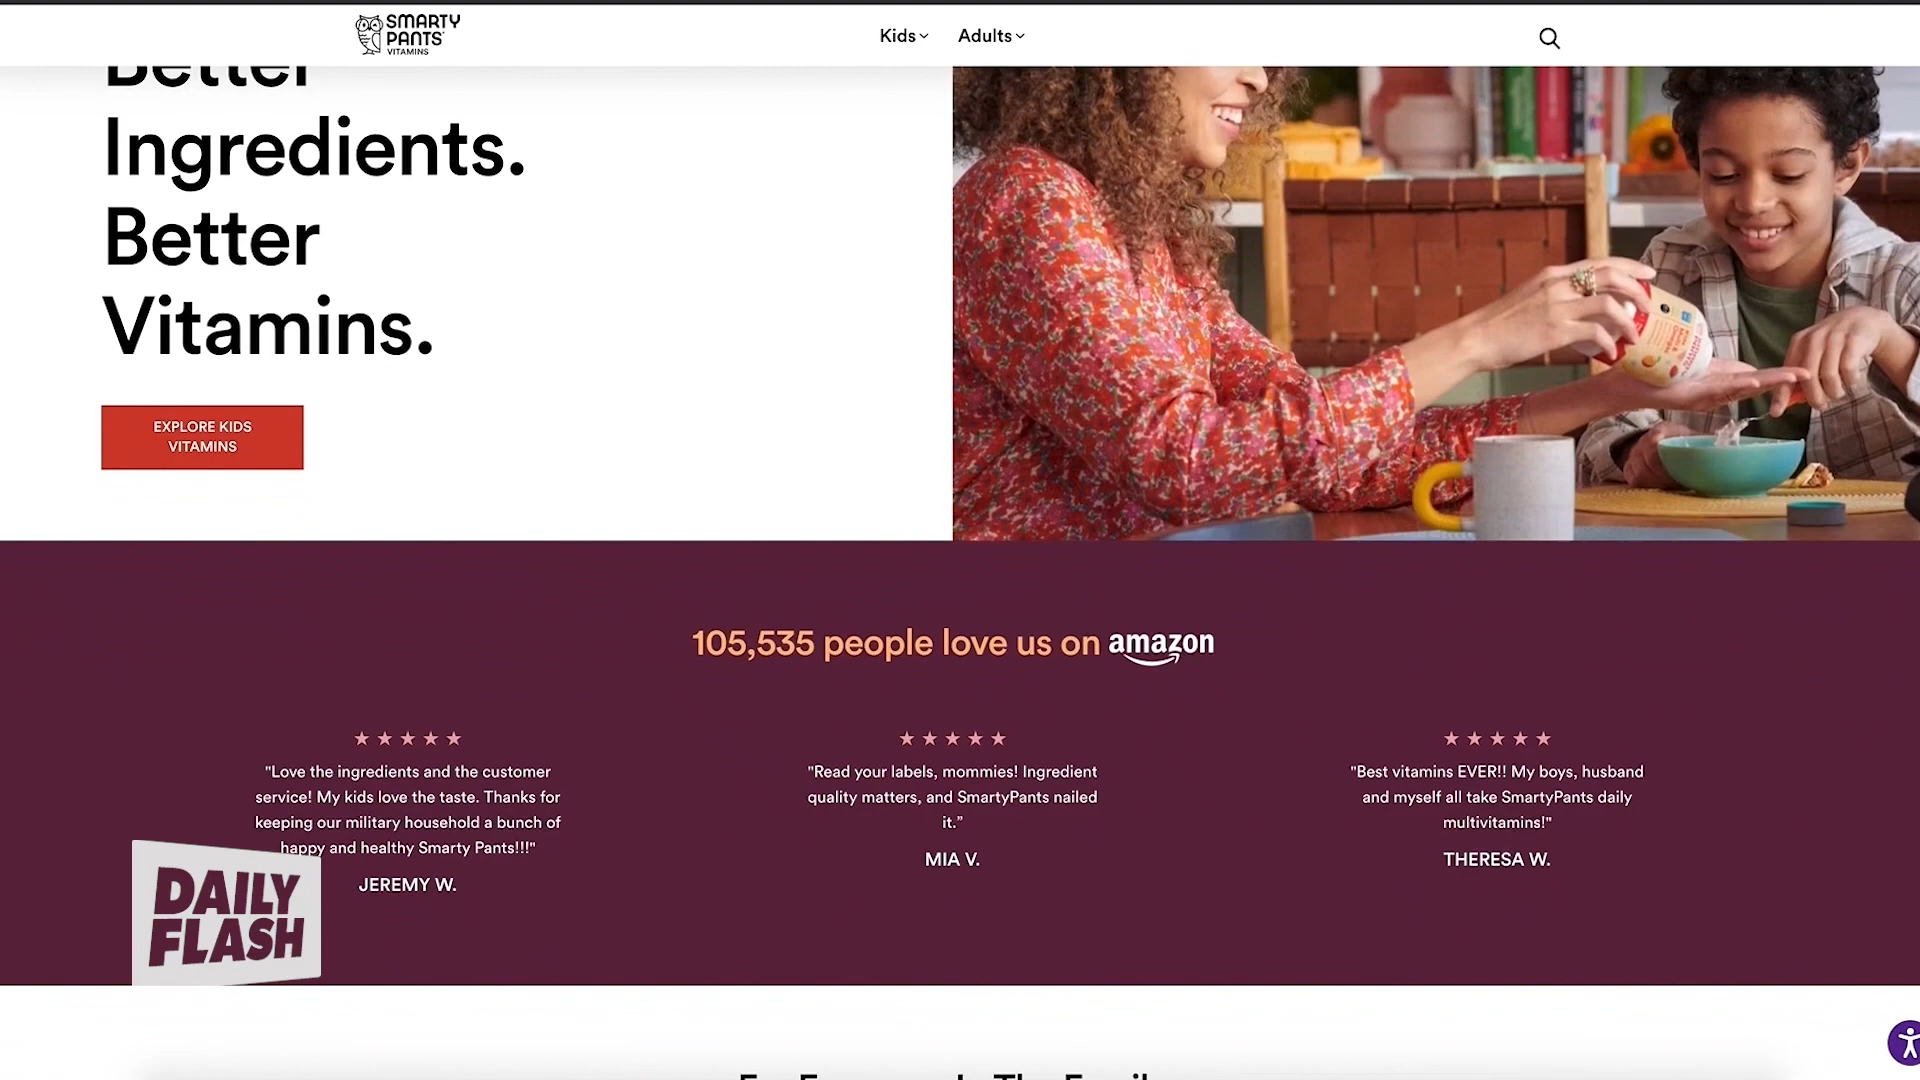 SMARTY
PANTS
VITAMINS
Kids
Adults
Better
Ingredients.
Better
Vitamins.
EXPLORE KIDS
VITAMINS
105,535 people love us on amazon
"Love the ingredients and the customer
service! My kids love the taste. Thanks for
keeping our military household a bunch of
happy and healthy Smarty Pants!!!"
JEREMY W.
"Read your labels, mommies! Ingredient
quality matters, and SmartyPants nailed
it.”
MIA V.
"Best vitamins EVER!! My boys, husband
and myself all take SmartyPants daily
multivitamins!"
THERESA W.
DAILY
FLASH